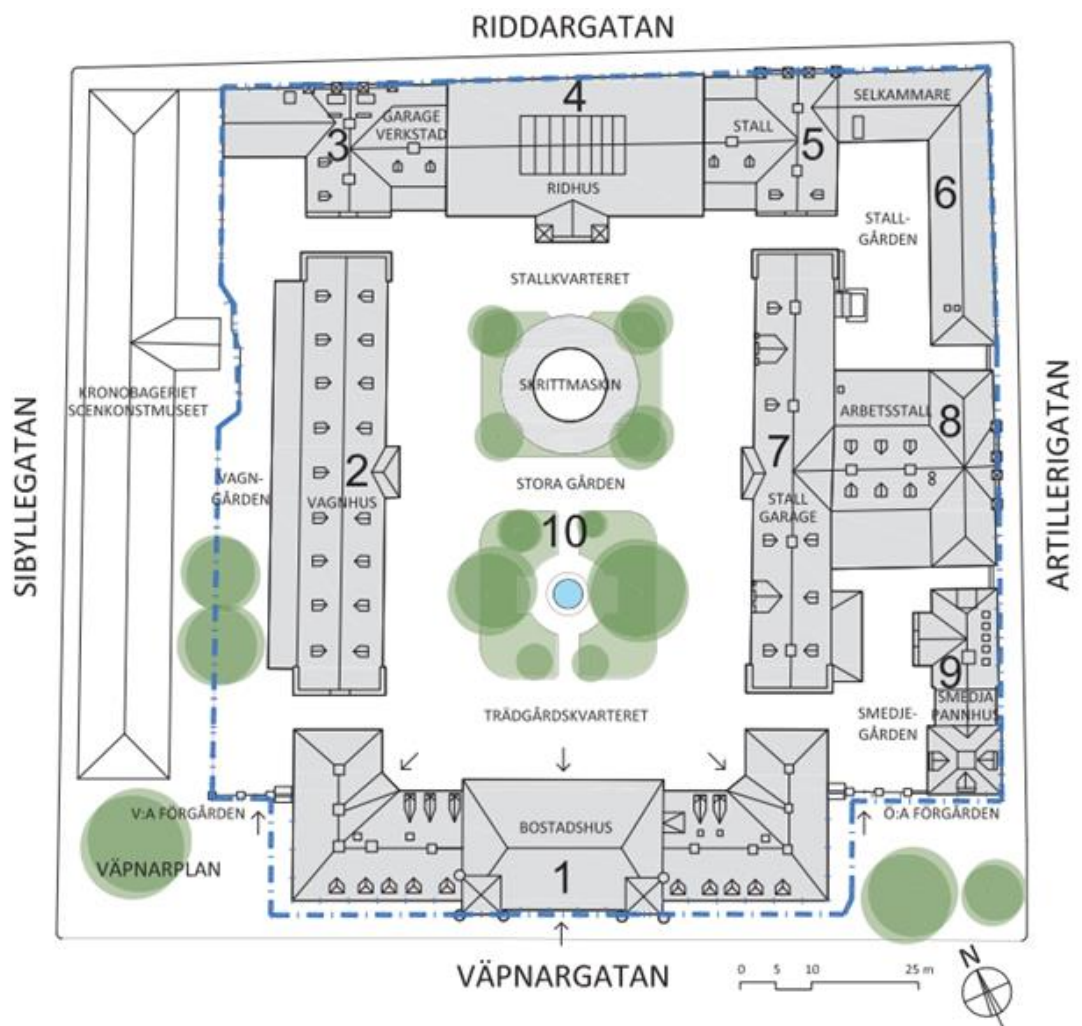 RIDDARGATAN
4
SELKAMMARE
GARAGE
VERKSTAD
STALL
3
5
RIDHUS
6
STALL-
GÅRDEN
STALLKVARTERET
KRONOBAGERIET
SCENKONSTMUSEET
SKRITTMASKIN
ARBETSSTALL
8
SIBYLLEGATAN
ARTILLERIGATAN
VAGN-
GÅRDEN
2
VAGNHUS
STORA GÅRDEN
7
STALL
GARAGE
10
9
SMEDJA
PANNHUS
TRÄDGÅRDSKVARTERET
SMEDJE-
GÅRDEN
V:A FÖRGÅRDEN
BOSTADSHUS
Ö:A FÖRGÅRDEN
VÄPNARPLAN
1
VÄPNARGATAN
0 5 10 25 m
N